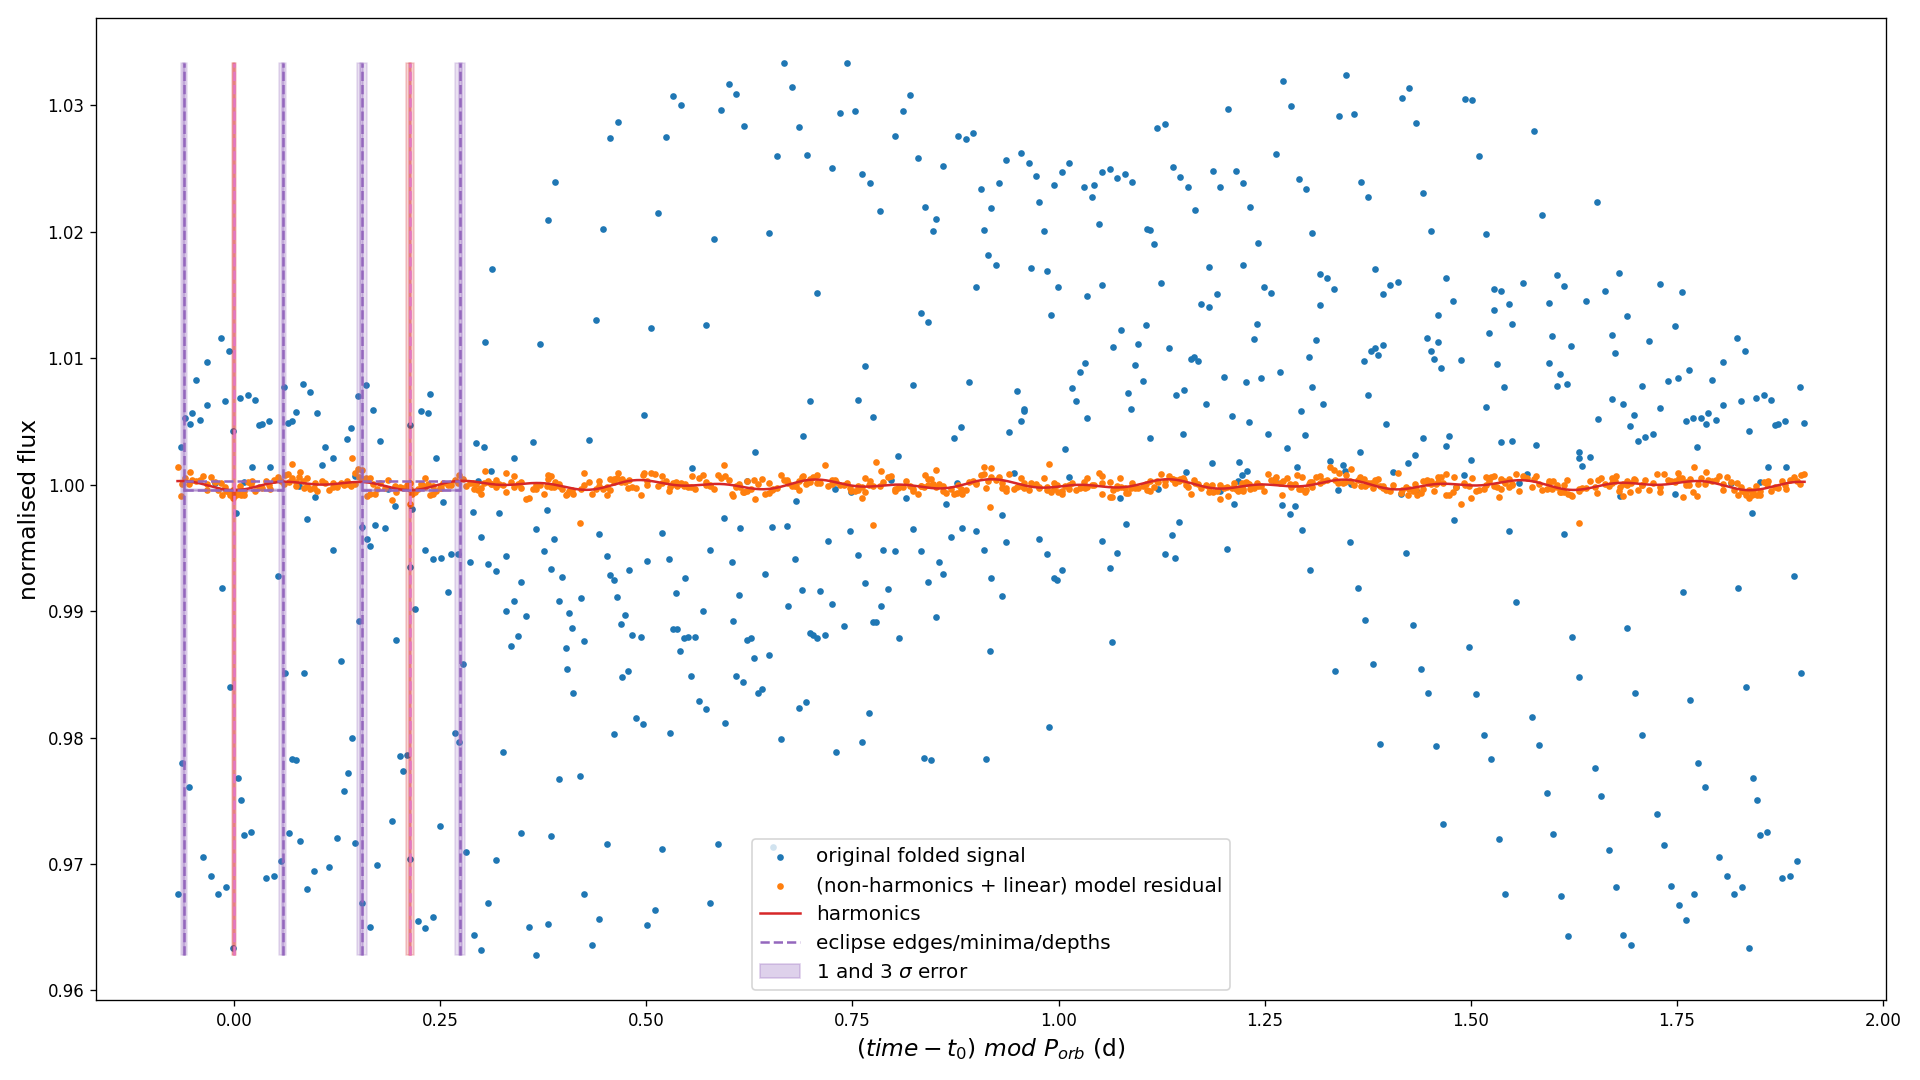 normalised flux
1.03
1.02
1.01
1.00
0.99
0.98
0.97
0.96
original folded signal
(non-harmonics + linear) model residual
harmonics
eclipse edges/minima/depths
1 and 3 σ error
0.00 0.25 0.50 0.75 1.00 1.25 1.50 1.75 2.00
(time − t₀) mod P_orb (d)